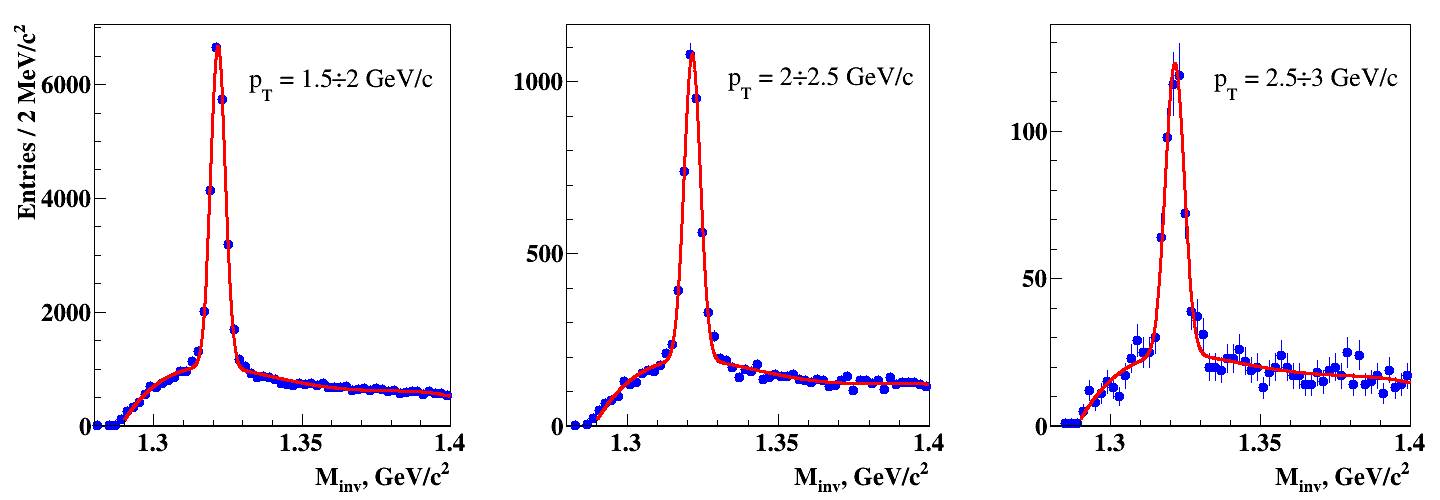 Entries / 2 MeV/c²
6000
4000
2000
0
p_T = 1.5÷2 GeV/c
1.3
1.35
1.4
M_inv, GeV/c²
1000
500
0
p_T = 2÷2.5 GeV/c
1.3
1.35
1.4
M_inv, GeV/c²
100
50
0
p_T = 2.5÷3 GeV/c
1.3
1.35
1.4
M_inv, GeV/c²